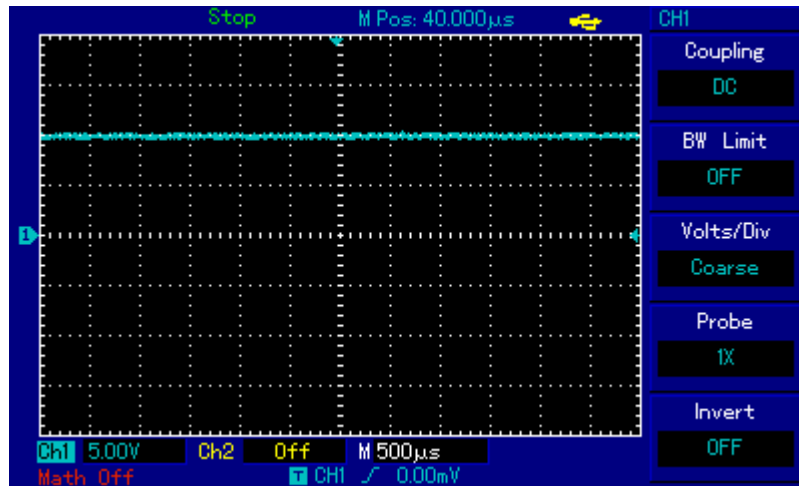 Stop M Pos: 40.000μs CH1
Coupling
DC
BW Limit
OFF
1
Volts/Div
Coarse
Probe
1X
Invert
OFF
Ch1 5.00V Ch2 Off M 500μs
Math Off T CH1 0.00mV